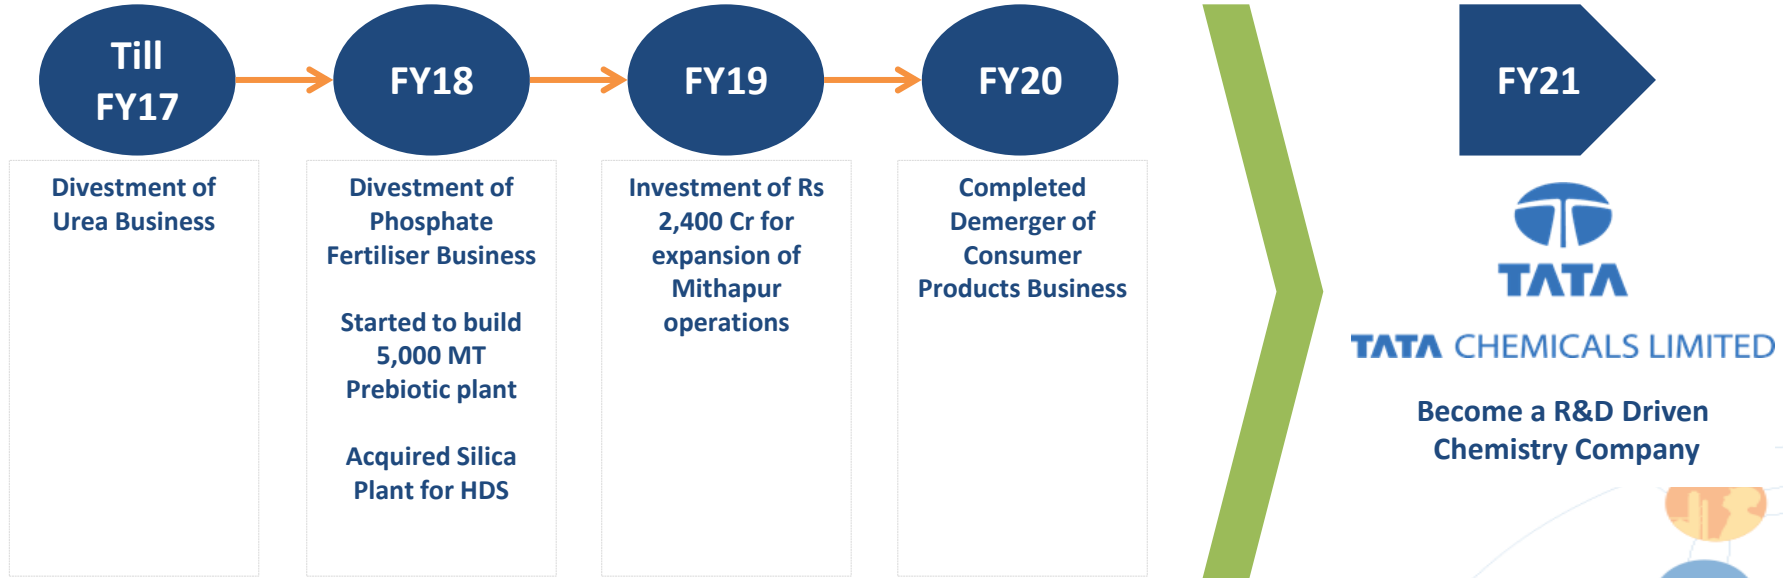 Till
FY17
FY18
FY19
FY20
FY21
Divestment of
Urea Business
Divestment of
Phosphate
Fertiliser Business
Started to build
5,000 MT
Prebiotic plant
Acquired Silica
Plant for HDS
Investment of Rs
2,400 Cr for
expansion of
Mithapur
operations
Completed
Demerger of
Consumer
Products Business
TATA
TATA CHEMICALS LIMITED
Become a R&D Driven
Chemistry Company